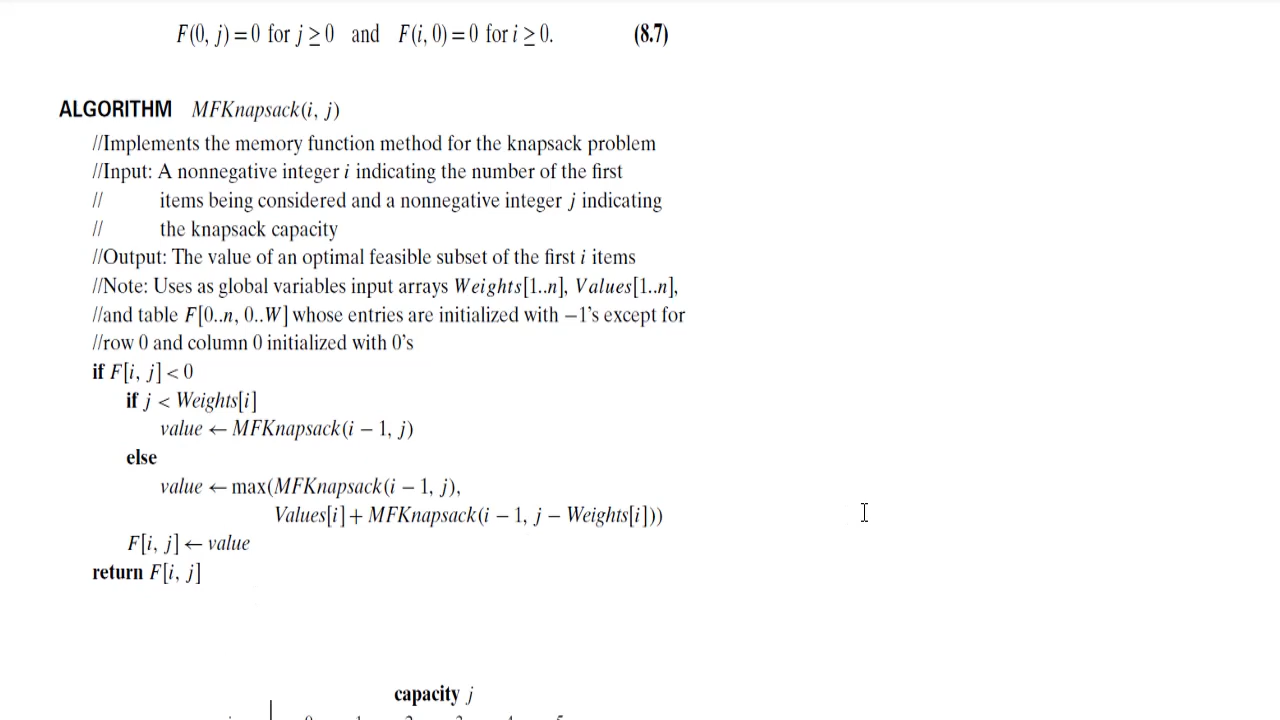 F(0, j) = 0 for j ≥ 0 and F(i, 0) = 0 for i ≥ 0. (8.7)
ALGORITHM MFKnapsack(i, j)
//Implements the memory function method for the knapsack problem
//Input: A nonnegative integer i indicating the number of the first
// items being considered and a nonnegative integer j indicating
// the knapsack capacity
//Output: The value of an optimal feasible subset of the first i items
//Note: Uses as global variables input arrays Weights[1..n], Values[1..n],
//and table F[0..n, 0..W] whose entries are initialized with −1's except for
//row 0 and column 0 initialized with 0's
if F[i, j] < 0
if j < Weights[i]
value ← MFKnapsack(i − 1, j)
else
value ← max(MFKnapsack(i − 1, j),
Values[i] + MFKnapsack(i − 1, j − Weights[i]))
F[i, j] ← value
return F[i, j]
capacity j